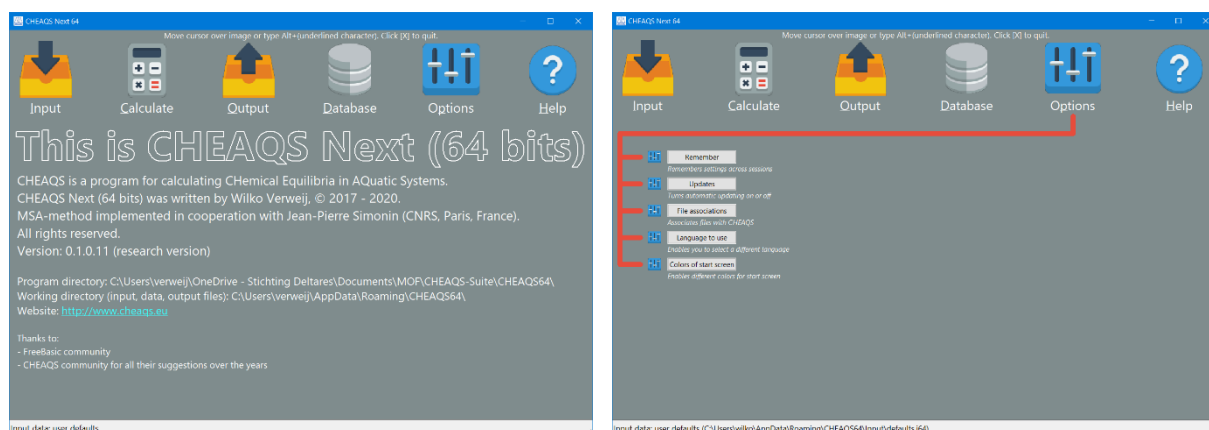 CHEAQS Next 64
Move cursor over image or type Alt+(underlined character). Click [X] to quit.
Input Calculate Output Database Options Help
This is CHEAQS Next (64 bits)
CHEAQS is a program for calculating CHemical Equilibria in AQuatic Systems.
CHEAQS Next (64 bits) was written by Wilko Verweij, © 2017 - 2020.
MSA-method implemented in cooperation with Jean-Pierre Simonin (CNRS, Paris, France).
All rights reserved.
Version: 0.1.0.11 (research version)
Program directory: C:\Users\verweij\OneDrive - Stichting Deltares\Documents\MOF\CHEAQS-Suite\CHEAQS64\
Working directory (input, data, output files): C:\Users\verweij\AppData\Roaming\CHEAQS64\
Website: http://www.cheaqs.eu
Thanks to:
- FreeBasic community
- CHEAQS community for all their suggestions over the years
Input data: user defaults
CHEAQS Next 64
Move cursor over image or type Alt+(underlined character). Click [X] to quit.
Input Calculate Output Database Options Help
Remember
Remembers settings across sessions
Updates
Turns automatic updating on or off
File associations
Associates files with CHEAQS
Language to use
Enables you to select a different language
Colors of start screen
Enables different colors for start screen
Input data: user defaults (C:\Users\wilko\AppData\Roaming\CHEAQS64\Input\defaults.i64)